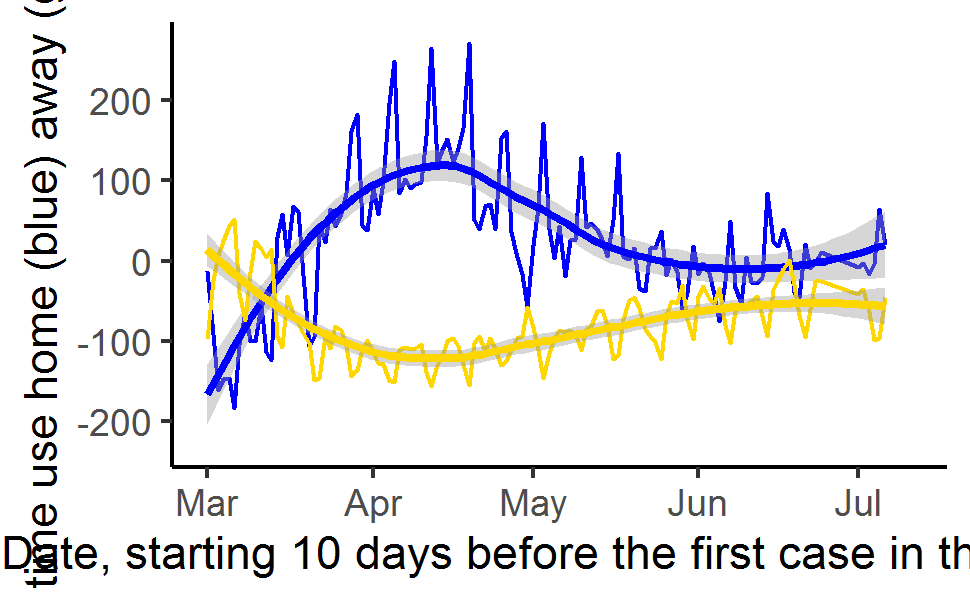 time use home (blue) away (
200
100
0
-100
-200
Mar Apr May Jun Jul
Date, starting 10 days before the first case in th